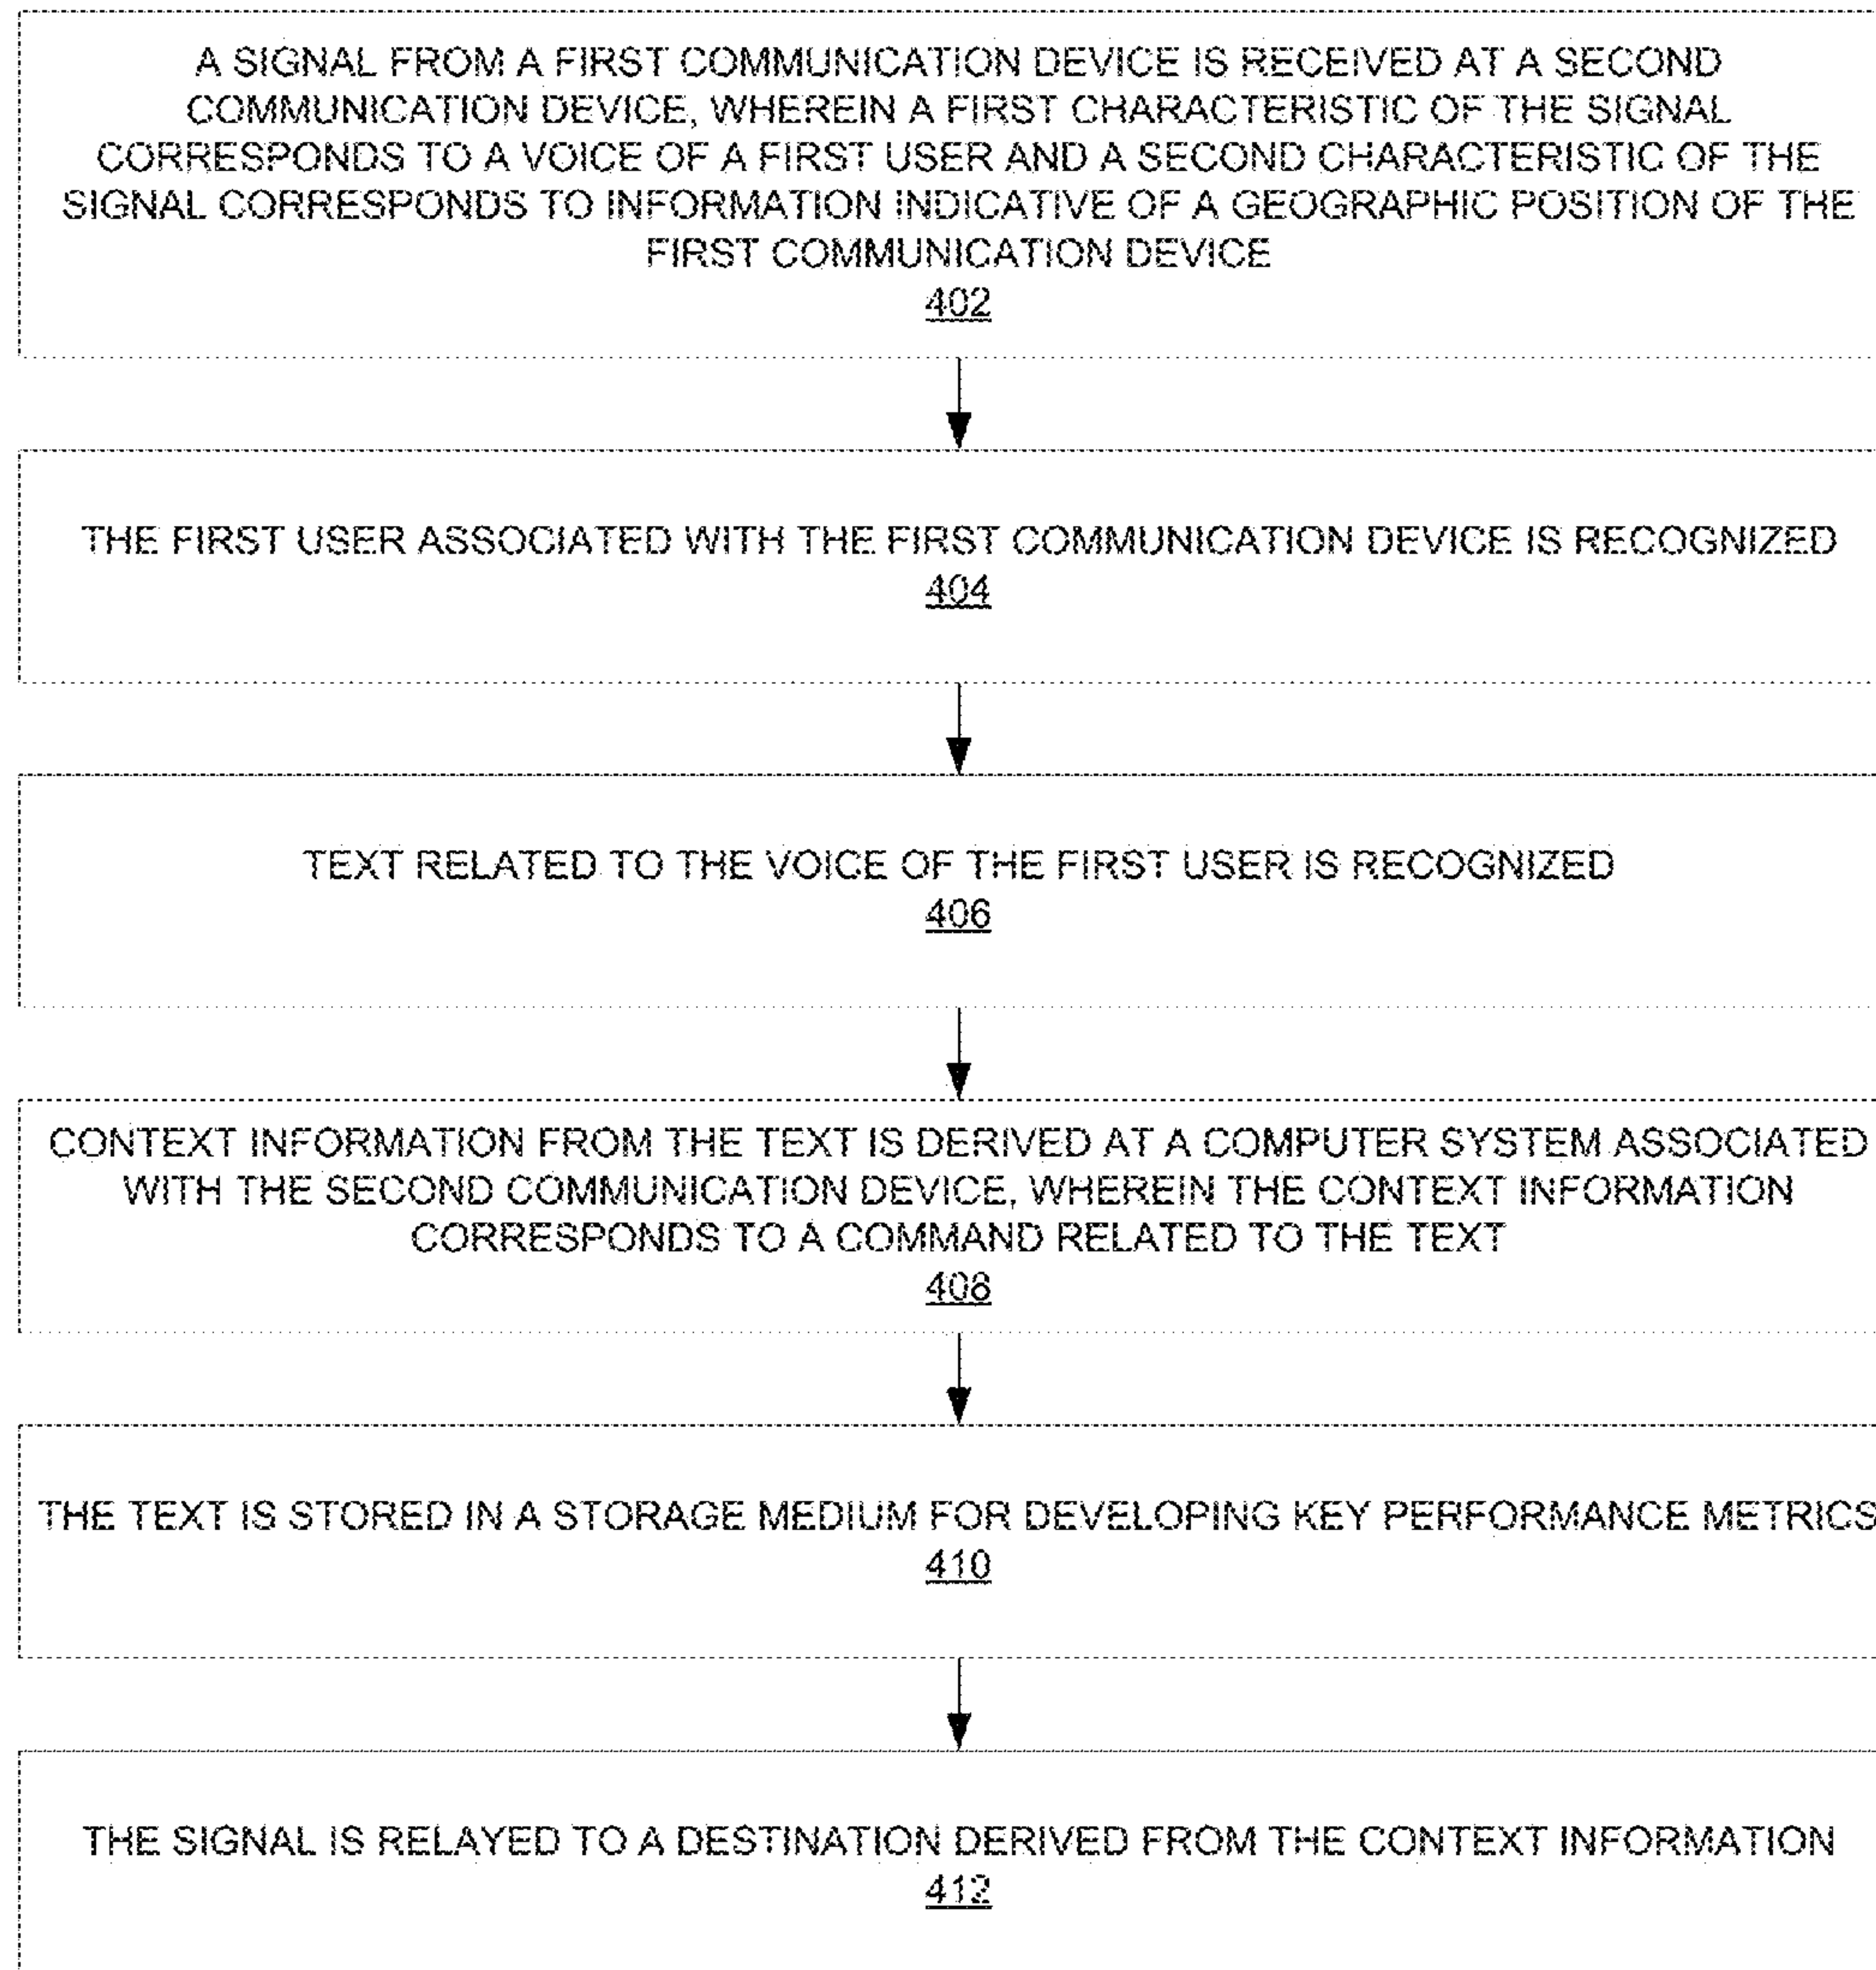 A SIGNAL FROM A FIRST COMMUNICATION DEVICE IS RECEIVED AT A SECOND
COMMUNICATION DEVICE, WHEREIN A FIRST CHARACTERISTIC OF THE SIGNAL
CORRESPONDS TO A VOICE OF A FIRST USER AND A SECOND CHARACTERISTIC OF THE
SIGNAL CORRESPONDS TO INFORMATION INDICATIVE OF A GEOGRAPHIC POSITION OF THE
FIRST COMMUNICATION DEVICE
402
THE FIRST USER ASSOCIATED WITH THE FIRST COMMUNICATION DEVICE IS RECOGNIZED
404
TEXT RELATED TO THE VOICE OF THE FIRST USER IS RECOGNIZED
406
CONTEXT INFORMATION FROM THE TEXT IS DERIVED AT A COMPUTER SYSTEM ASSOCIATED
WITH THE SECOND COMMUNICATION DEVICE, WHEREIN THE CONTEXT INFORMATION
CORRESPONDS TO A COMMAND RELATED TO THE TEXT
408
THE TEXT IS STORED IN A STORAGE MEDIUM FOR DEVELOPING KEY PERFORMANCE METRICS
410
THE SIGNAL IS RELAYED TO A DESTINATION DERIVED FROM THE CONTEXT INFORMATION
412